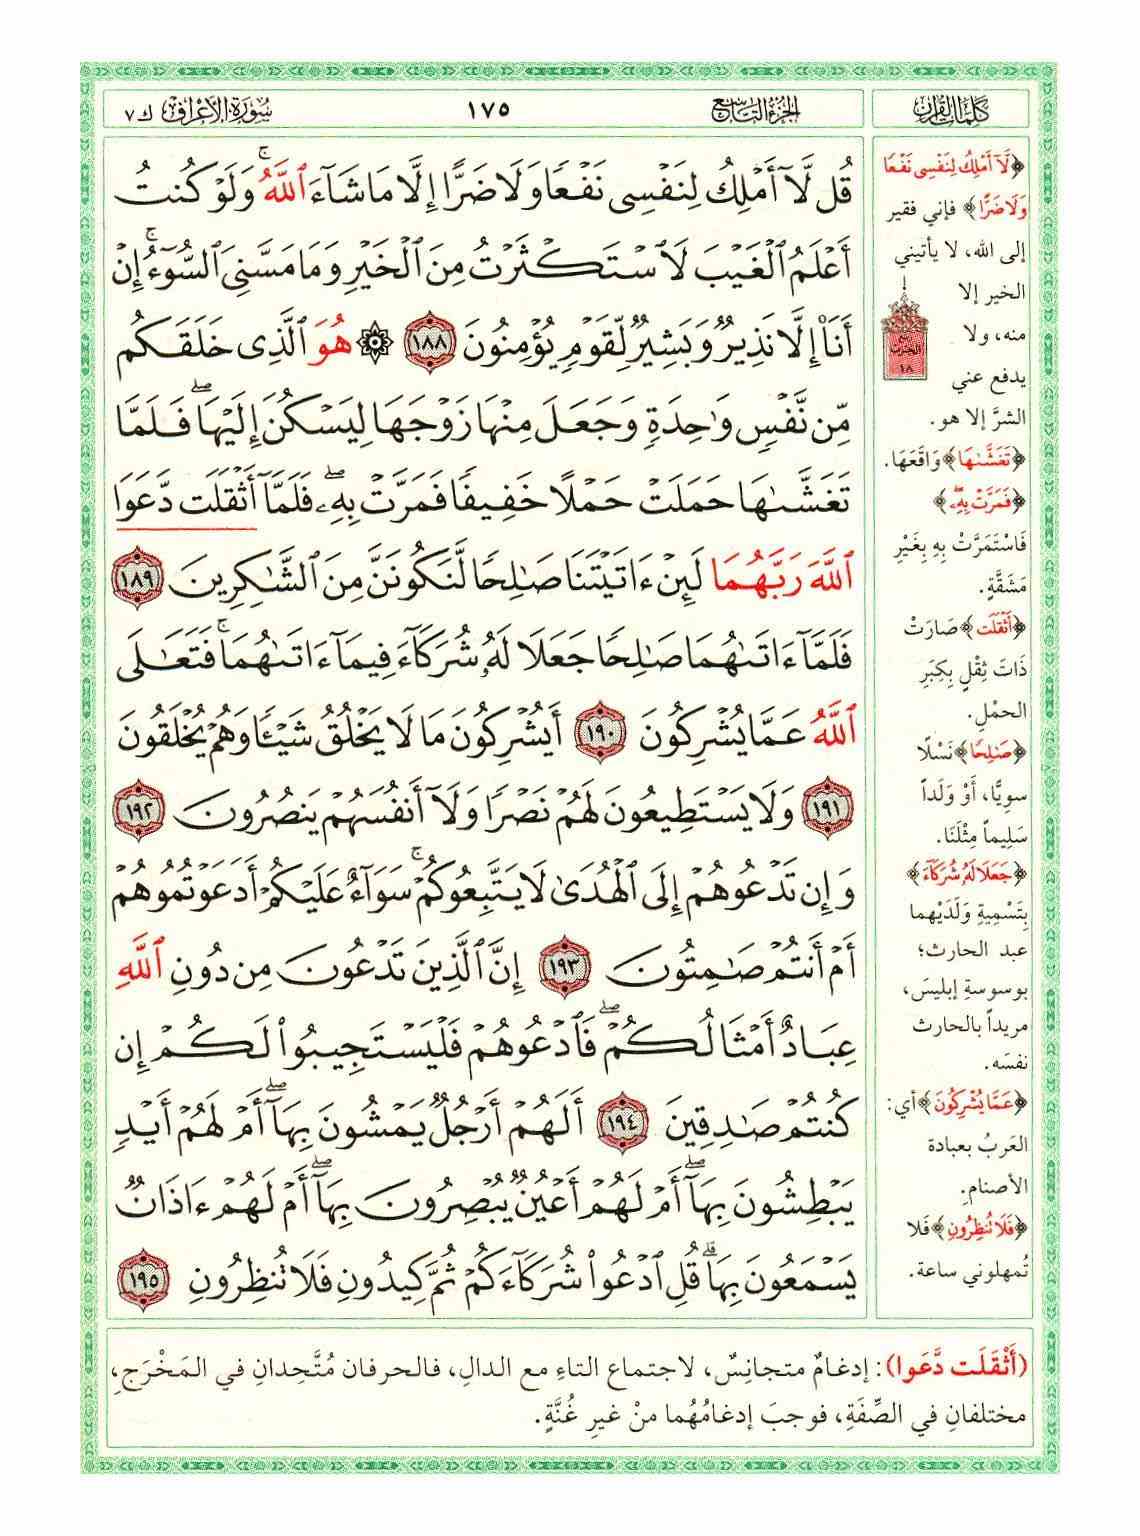 كلمات القرآن
الجزء التاسع
١٧٥
سورة الأعراف
ك ٧
قُل لَّآ أَمْلِكُ لِنَفْسِى نَفْعًا وَلَا ضَرًّا إِلَّا مَا شَآءَ ٱللَّهُ ۚ وَلَوْ كُنتُ
أَعْلَمُ ٱلْغَيْبَ لَٱسْتَكْثَرْتُ مِنَ ٱلْخَيْرِ وَمَا مَسَّنِىَ ٱلسُّوٓءُ ۚ إِنْ
أَنَا۠ إِلَّا نَذِيرٌ وَبَشِيرٌ لِّقَوْمٍ يُؤْمِنُونَ ١٨٨ ۞ هُوَ ٱلَّذِى خَلَقَكُم
مِّن نَّفْسٍ وَٰحِدَةٍ وَجَعَلَ مِنْهَا زَوْجَهَا لِيَسْكُنَ إِلَيْهَا ۖ فَلَمَّا
تَغَشَّىٰهَا حَمَلَتْ حَمْلًا خَفِيفًا فَمَرَّتْ بِهِۦ ۖ فَلَمَّآ أَثْقَلَت دَّعَوَا
ٱللَّهَ رَبَّهُمَا لَئِنْ ءَاتَيْتَنَا صَٰلِحًا لَّنَكُونَنَّ مِنَ ٱلشَّٰكِرِينَ ١٨٩
فَلَمَّآ ءَاتَىٰهُمَا صَٰلِحًا جَعَلَا لَهُۥ شُرَكَآءَ فِيمَآ ءَاتَىٰهُمَا ۚ فَتَعَٰلَى
ٱللَّهُ عَمَّا يُشْرِكُونَ ١٩٠ أَيُشْرِكُونَ مَا لَا يَخْلُقُ شَيْـًٔا وَهُمْ يُخْلَقُونَ
١٩١ وَلَا يَسْتَطِيعُونَ لَهُمْ نَصْرًا وَلَآ أَنفُسَهُمْ يَنصُرُونَ ١٩٢
وَإِن تَدْعُوهُمْ إِلَى ٱلْهُدَىٰ لَا يَتَّبِعُوكُمْ ۚ سَوَآءٌ عَلَيْكُمْ أَدَعَوْتُمُوهُمْ
أَمْ أَنتُمْ صَٰمِتُونَ ١٩٣ إِنَّ ٱلَّذِينَ تَدْعُونَ مِن دُونِ ٱللَّهِ
عِبَادٌ أَمْثَالُكُمْ ۖ فَٱدْعُوهُمْ فَلْيَسْتَجِيبُوا۟ لَكُمْ إِن
كُنتُمْ صَٰدِقِينَ ١٩٤ أَلَهُمْ أَرْجُلٌ يَمْشُونَ بِهَآ ۖ أَمْ لَهُمْ أَيْدٍ
يَبْطِشُونَ بِهَآ ۖ أَمْ لَهُمْ أَعْيُنٌ يُبْصِرُونَ بِهَآ ۖ أَمْ لَهُمْ ءَاذَانٌ
يَسْمَعُونَ بِهَا ۗ قُلِ ٱدْعُوا۟ شُرَكَآءَكُمْ ثُمَّ كِيدُونِ فَلَا تُنظِرُونِ ١٩٥
﴿لَآ أَمْلِكُ لِنَفْسِى نَفْعًا
وَلَا ضَرًّا﴾ فإني فقير
إلى الله، لا يأتيني
الخير إلا
منه، ولا
يدفع عني
الشرَّ إلا هو.
ربع
الحزب
١٨
﴿تَغَشَّىٰهَا﴾ وَاقَعَهَا.
﴿فَمَرَّتْ بِهِۦ﴾
فَاسْتَمَرَّتْ بِهِ بِغَيْرِ
مَشَقَّةٍ.
﴿أَثْقَلَت﴾ صَارَتْ
ذَاتَ ثِقْلٍ بِكِبَرِ
الحمْلِ.
﴿صَٰلِحًا﴾ نَسْلًا
سوِيًّا، أَوْ وَلَداً
سَلِيماً مِثْلَنَا.
﴿جَعَلَا لَهُۥ شُرَكَآءَ﴾
بِتَسْمِيةِ وَلَدَيْهِما
عبد الحارث؛
بوسوسةِ إبليسَ،
مريداً بالحارث
نفسَه.
﴿عَمَّا يُشْرِكُونَ﴾ أي:
العَربُ بعبادة
الأصنام.
﴿فَلَا تُنظِرُونِ﴾ فَلا
تُمهلوني ساعة.
(أَثْقَلَت دَّعَوا): إدغامٌ متجانِسٌ، لاجتماع التاءِ مع الدالِ، فالحرفان مُتَّحِدانِ في المَخْرَجِ،
مختلفانِ في الصِّفَةِ، فوجبَ إدغامُهُما منْ غيرِ غُنَّةٍ.